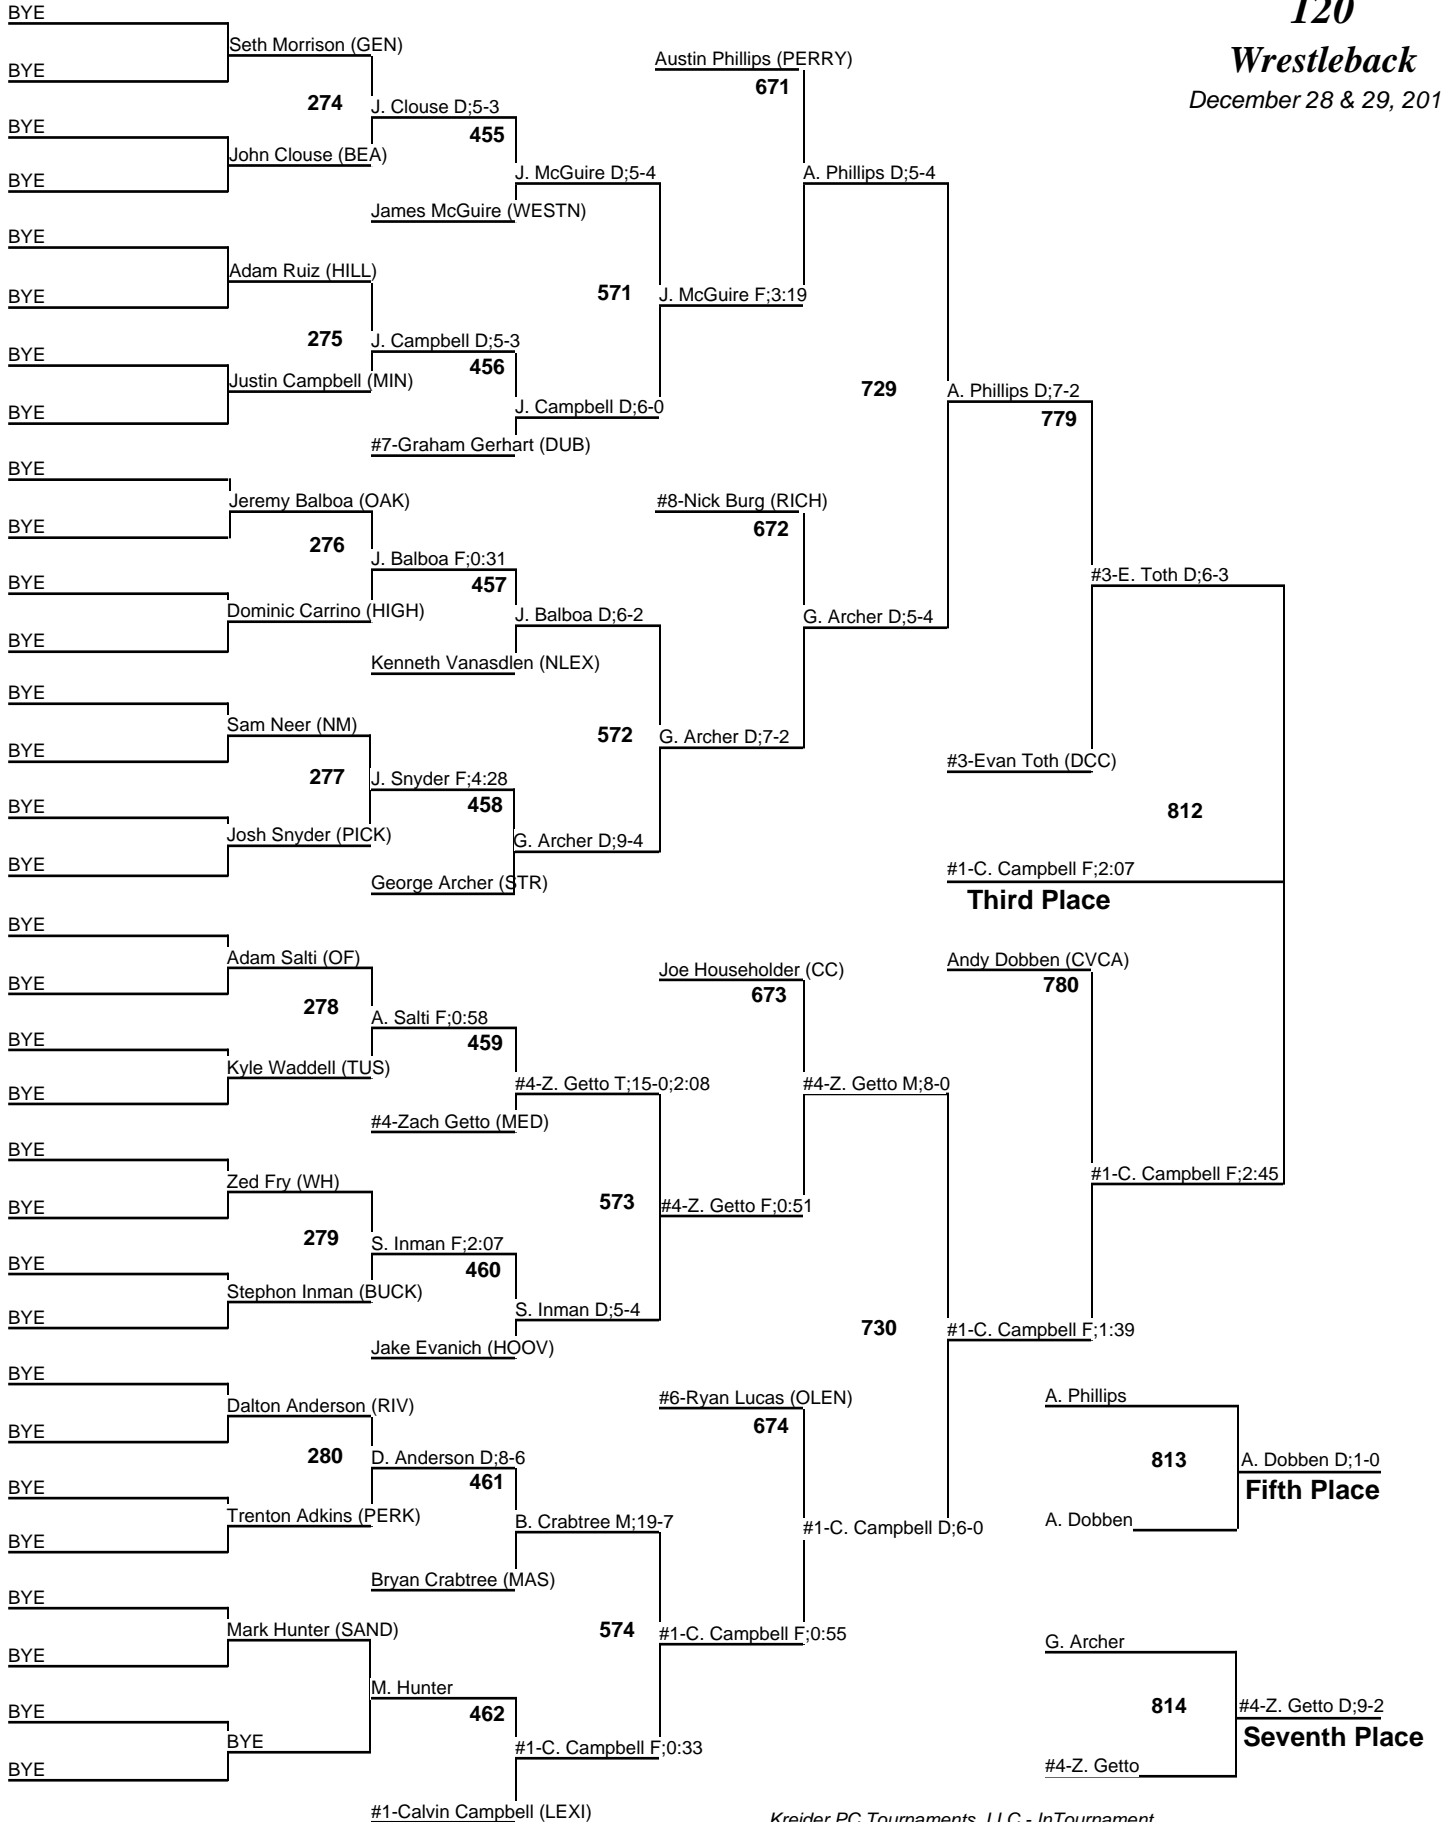 120
Wrestleback
December 28 & 29, 201
BYE
Seth Morrison (GEN)
BYE
274
J. Clouse D;5-3
BYE
455
John Clouse (BEA)
BYE
J. McGuire D;5-4
James McGuire (WESTN)
BYE
Adam Ruiz (HILL)
BYE
571
J. McGuire F;3:19
275
J. Campbell D;5-3
BYE
456
Justin Campbell (MIN)
BYE
J. Campbell D;6-0
#7-Graham Gerhart (DUB)
Austin Phillips (PERRY)
671
A. Phillips D;5-4
729
A. Phillips D;7-2
779
BYE
Jeremy Balboa (OAK)
BYE
276
J. Balboa F;0:31
BYE
457
Dominic Carrino (HIGH)
BYE
J. Balboa D;6-2
Kenneth Vanasdlen (NLEX)
#8-Nick Burg (RICH)
672
G. Archer D;5-4
#3-E. Toth D;6-3
BYE
Sam Neer (NM)
BYE
572
G. Archer D;7-2
277
J. Snyder F;4:28
BYE
458
Josh Snyder (PICK)
BYE
G. Archer D;9-4
George Archer (STR)
#3-Evan Toth (DCC)
812
#1-C. Campbell F;2:07
Third Place
BYE
Adam Salti (OF)
BYE
278
A. Salti F;0:58
BYE
459
Kyle Waddell (TUS)
BYE
#4-Z. Getto T;15-0;2:08
#4-Zach Getto (MED)
Joe Householder (CC)
673
#4-Z. Getto M;8-0
Andy Dobben (CVCA)
780
#1-C. Campbell F;2:45
BYE
Zed Fry (WH)
BYE
573
#4-Z. Getto F;0:51
279
S. Inman F;2:07
BYE
460
Stephon Inman (BUCK)
BYE
S. Inman D;5-4
Jake Evanich (HOOV)
730
#1-C. Campbell F;1:39
BYE
Dalton Anderson (RIV)
BYE
280
D. Anderson D;8-6
BYE
461
Trenton Adkins (PERK)
BYE
B. Crabtree M;19-7
Bryan Crabtree (MAS)
#6-Ryan Lucas (OLEN)
674
#1-C. Campbell D;6-0
A. Phillips
813
A. Dobben D;1-0
Fifth Place
A. Dobben
BYE
Mark Hunter (SAND)
BYE
574
#1-C. Campbell F;0:55
M. Hunter
BYE
462
BYE
BYE
#1-C. Campbell F;0:33
#1-Calvin Campbell (LEXI)
G. Archer
814
#4-Z. Getto D;9-2
Seventh Place
#4-Z. Getto
Kreider PC Tournaments, LLC - InTournament